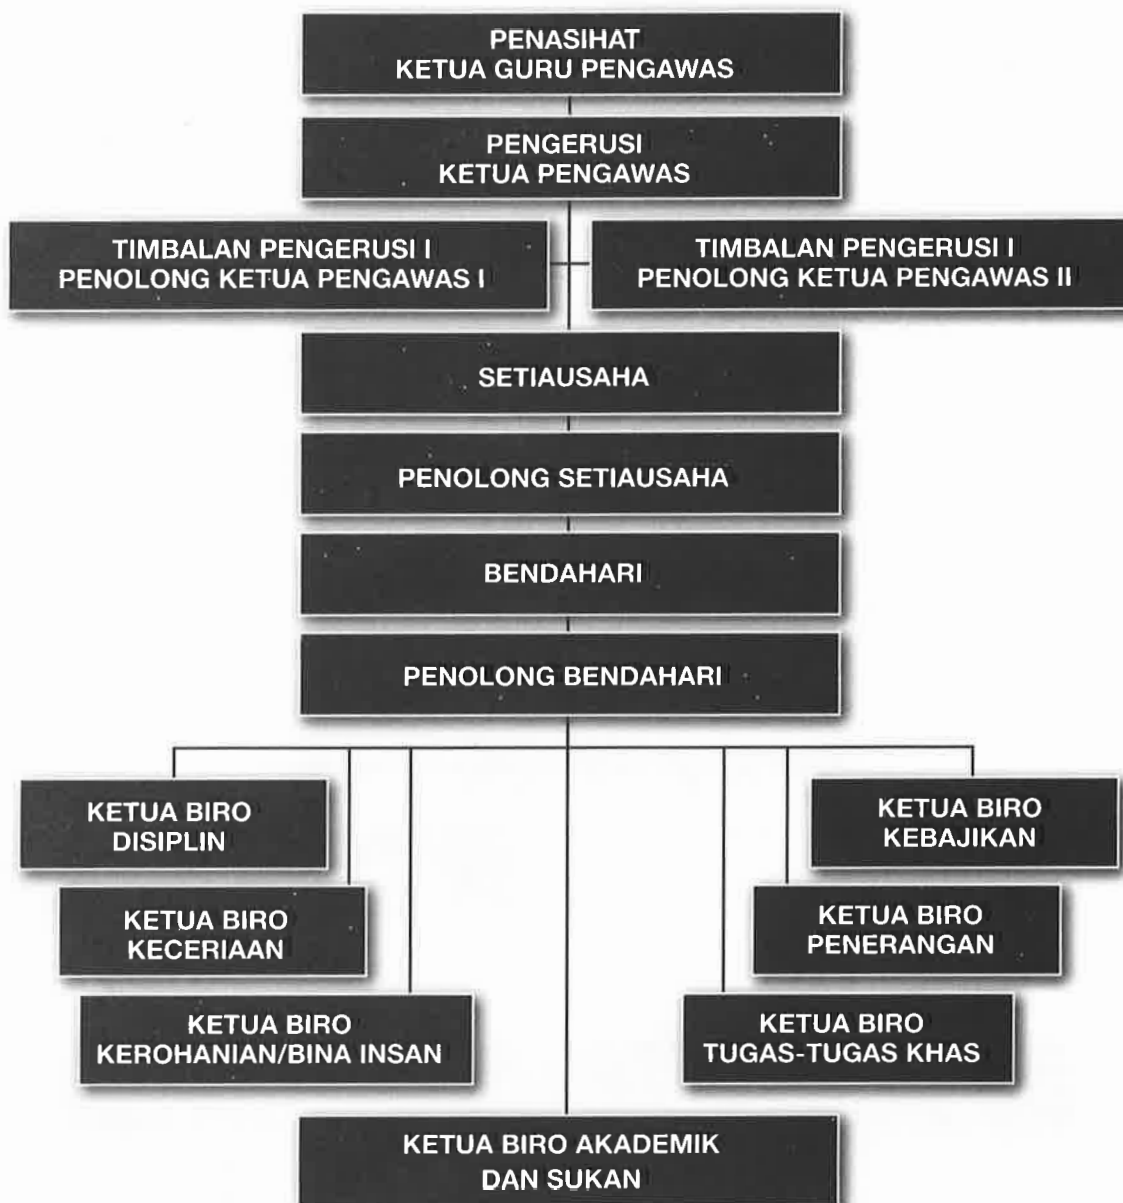 PENASIHAT
KETUA GURU PENGAWAS
PENGERUSI
KETUA PENGAWAS
TIMBALAN PENGERUSI I
PENOLONG KETUA PENGAWAS I
TIMBALAN PENGERUSI I
PENOLONG KETUA PENGAWAS II
SETIAUSAHA
PENOLONG SETIAUSAHA
BENDAHARI
PENOLONG BENDAHARI
KETUA BIRO
DISIPLIN
KETUA BIRO
KEBAJIKAN
KETUA BIRO
KECERIAAN
KETUA BIRO
PENERANGAN
KETUA BIRO
KEROHANIAN/BINA INSAN
KETUA BIRO
TUGAS-TUGAS KHAS
KETUA BIRO AKADEMIK
DAN SUKAN